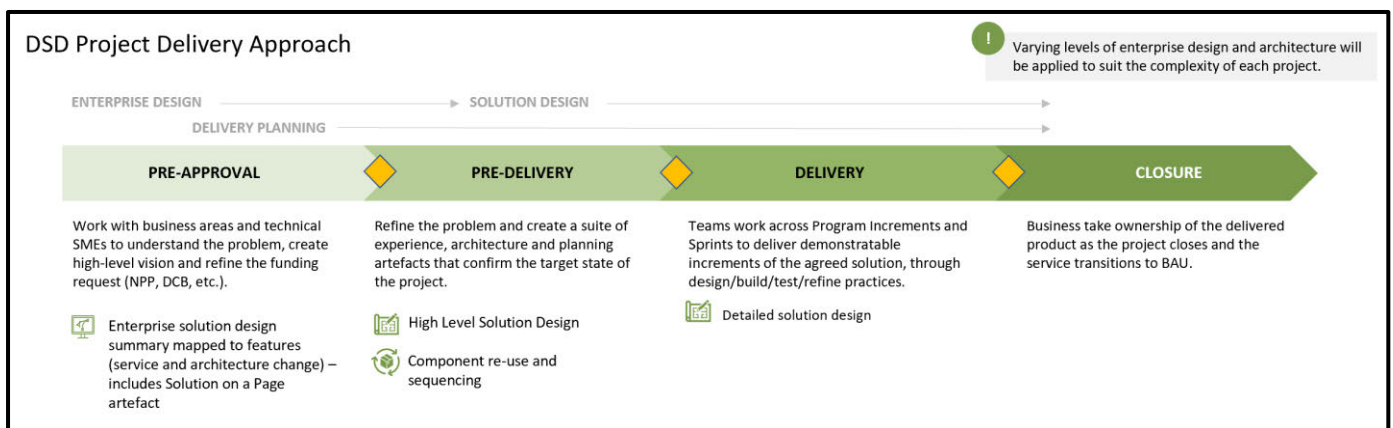 DSD Project Delivery Approach
!
Varying levels of enterprise design and architecture will
be applied to suit the complexity of each project.
ENTERPRISE DESIGN
SOLUTION DESIGN
DELIVERY PLANNING
PRE-APPROVAL
PRE-DELIVERY
DELIVERY
CLOSURE
Work with business areas and technical
SMEs to understand the problem, create
high-level vision and refine the funding
request (NPP, DCB, etc.).
Enterprise solution design
summary mapped to features
(service and architecture change) –
includes Solution on a Page
artefact
Refine the problem and create a suite of
experience, architecture and planning
artefacts that confirm the target state of
the project.
High Level Solution Design
Component re-use and
sequencing
Teams work across Program Increments and
Sprints to deliver demonstratable
increments of the agreed solution, through
design/build/test/refine practices.
Detailed solution design
Business take ownership of the delivered
product as the project closes and the
service transitions to BAU.